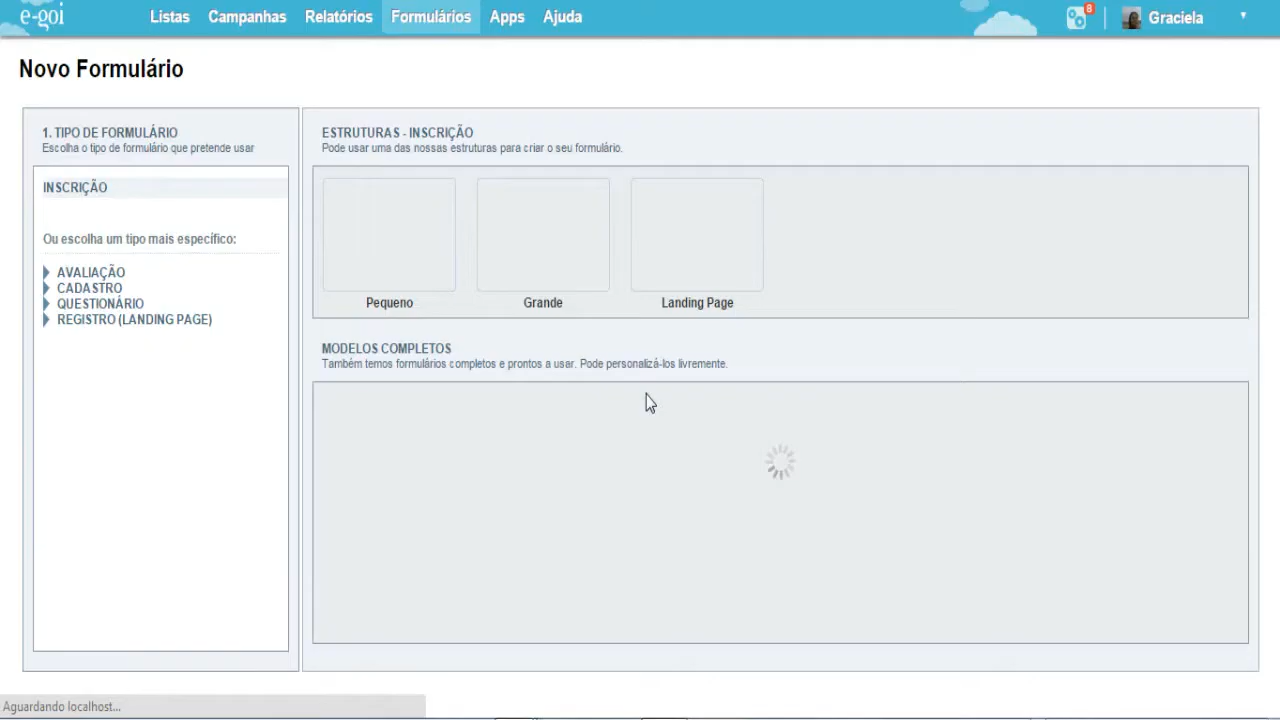 e-goi
Listas Campanhas Relatórios Formulários Apps Ajuda 8 Graciela
Novo Formulário
1. TIPO DE FORMULÁRIO
Escolha o tipo de formulário que pretende usar
INSCRIÇÃO
Ou escolha um tipo mais específico:
AVALIAÇÃO
CADASTRO
QUESTIONÁRIO
REGISTRO (LANDING PAGE)
ESTRUTURAS - INSCRIÇÃO
Pode usar uma das nossas estruturas para criar o seu formulário.
Pequeno Grande Landing Page
MODELOS COMPLETOS
Também temos formulários completos e prontos a usar. Pode personalizá-los livremente.
Aguardando localhost...